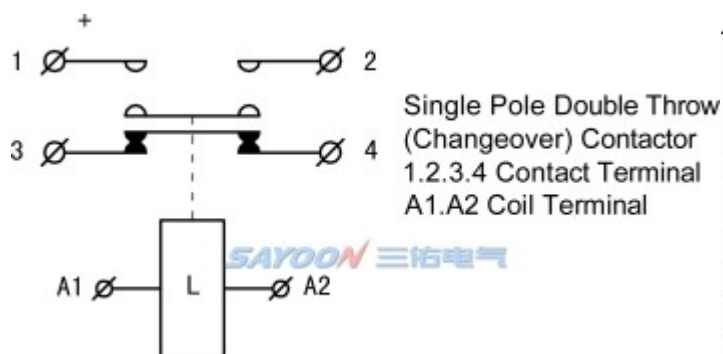 +
1 2
3 4
Single Pole Double Throw
(Changeover) Contactor
1.2.3.4 Contact Terminal
A1.A2 Coil Terminal
SAYOON 三佑电气
A1 L A2